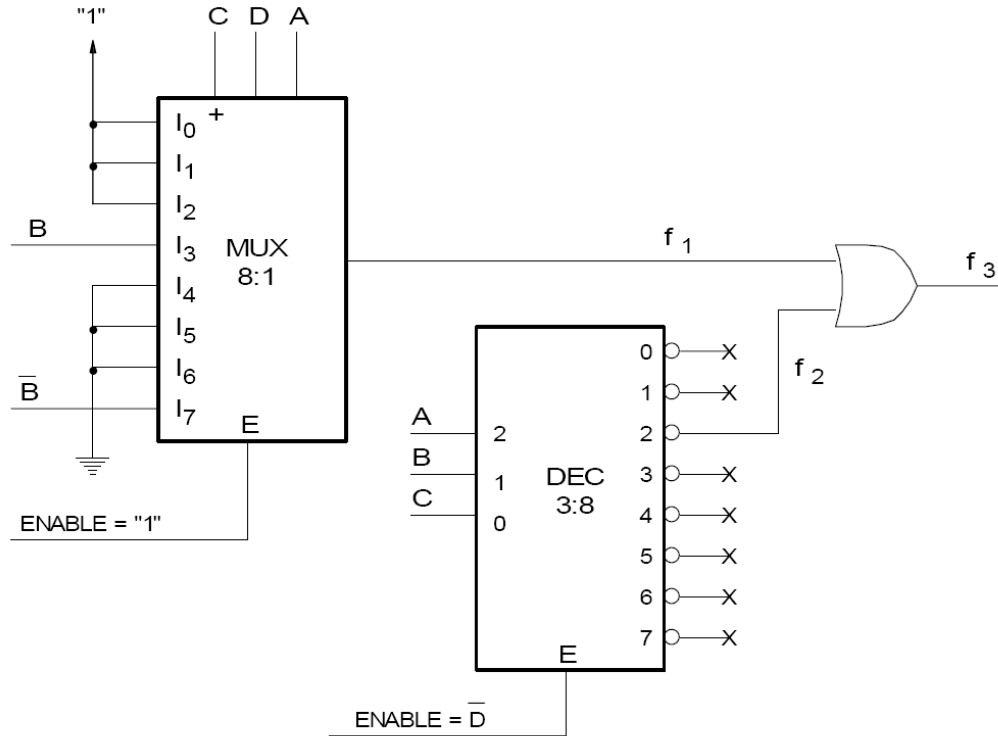 "1" C D A
+
I0
I1
I2
B I3
MUX
8:1
I4
I5
I6
B̅ I7
E
ENABLE = "1"
f 1
f 2
f 3
A 2
B 1
C 0
DEC
3:8
0 X
1 X
2
3 X
4 X
5 X
6 X
7 X
E
ENABLE = D̅